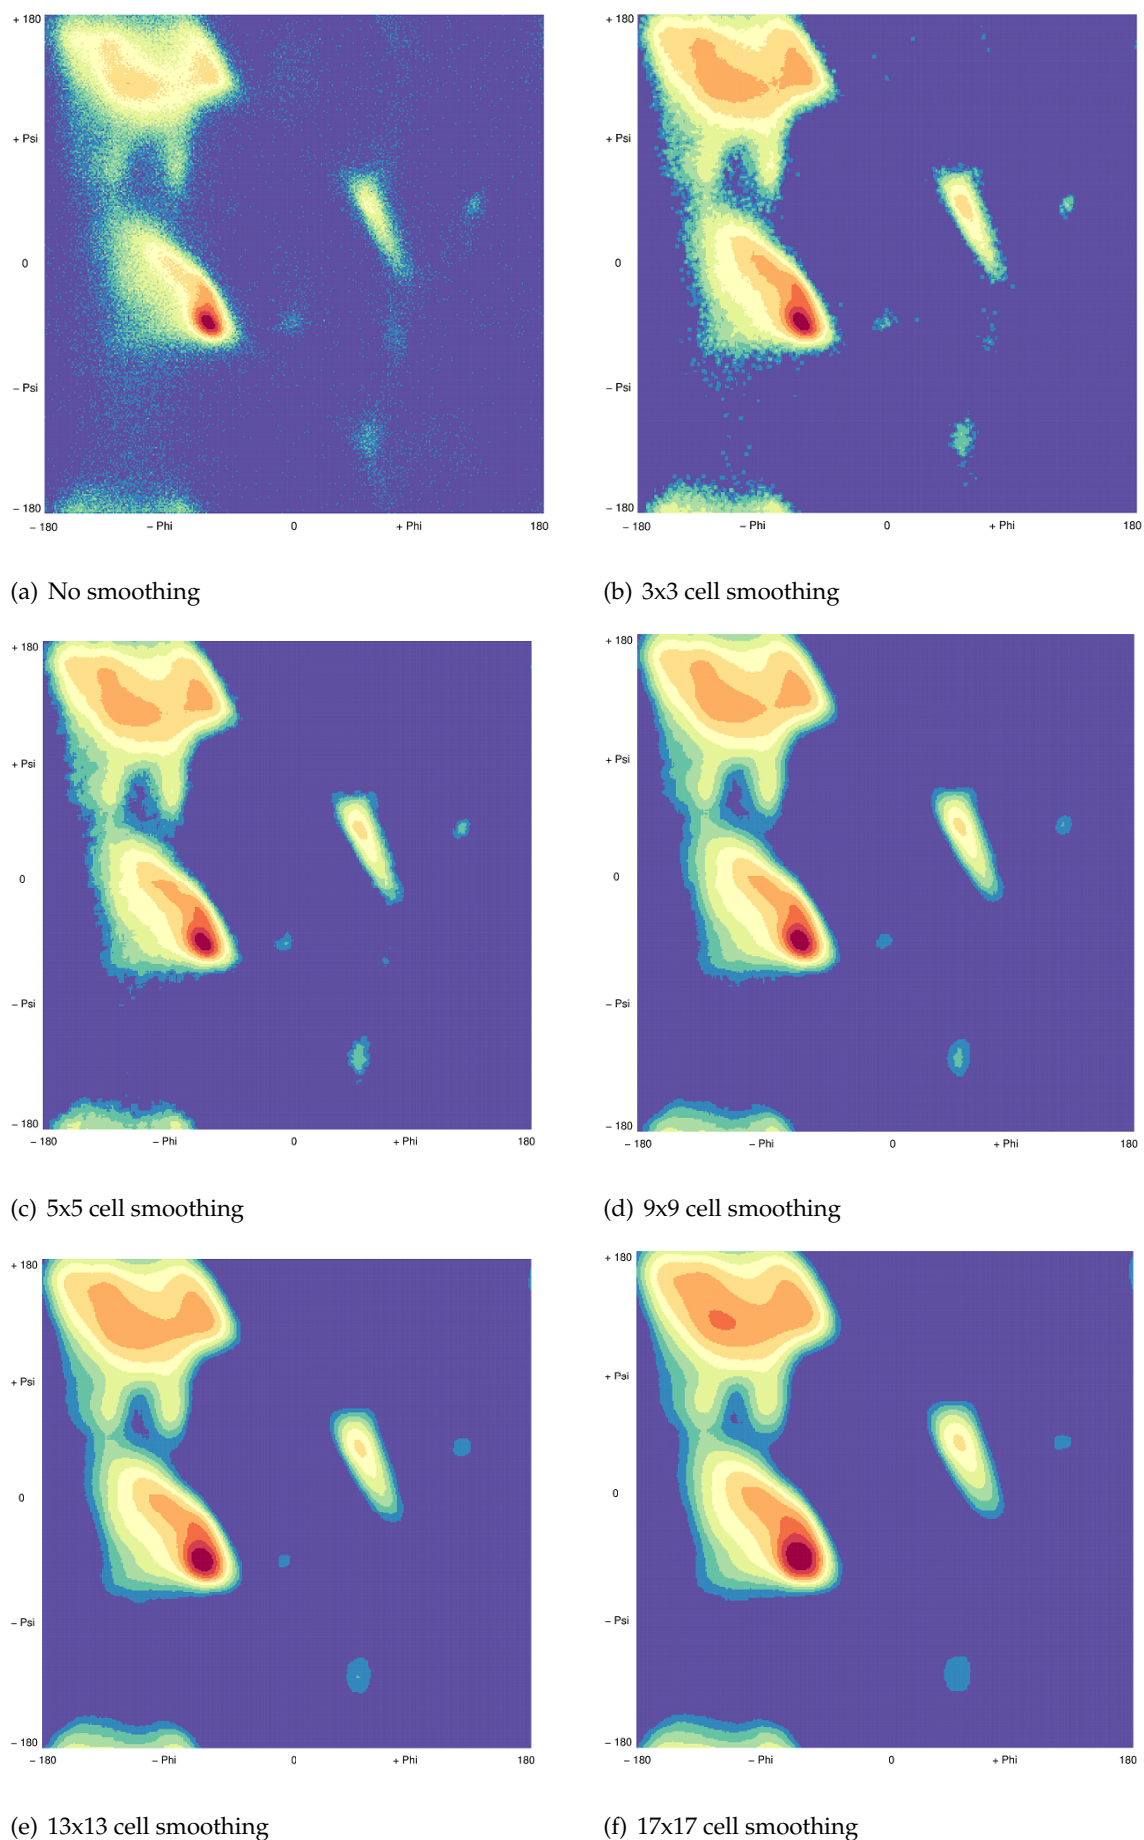 + 180
+ Psi
0
− Psi
− 180
− 180
− Phi
0
+ Phi
180
(a) No smoothing
+ 180
+ Psi
0
− Psi
− 180
− 180
− Phi
0
+ Phi
180
(b) 3x3 cell smoothing
+ 180
+ Psi
0
− Psi
− 180
− 180
− Phi
0
+ Phi
180
(c) 5x5 cell smoothing
+ 180
+ Psi
0
− Psi
− 180
− 180
− Phi
0
+ Phi
180
(d) 9x9 cell smoothing
+ 180
+ Psi
0
− Psi
− 180
− 180
− Phi
0
+ Phi
180
(e) 13x13 cell smoothing
+ 180
+ Psi
0
− Psi
− 180
− 180
− Phi
0
+ Phi
180
(f) 17x17 cell smoothing